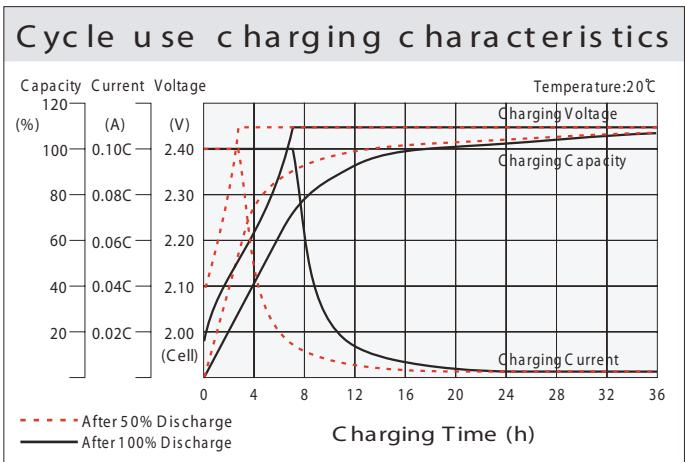 Cycle use charging characteristics
Capacity Current Voltage
Temperature:20℃
120
(%) (A) (V)
Charging Voltage
100 0.10C 2.40
Charging Capacity
80 0.08C 2.30
60 0.06C 2.20
40 0.04C 2.10
20 0.02C 2.00
(Cell)
Charging Current
0 4 8 12 16 20 24 28 32 36
After 50% Discharge
After 100% Discharge
Charging Time (h)